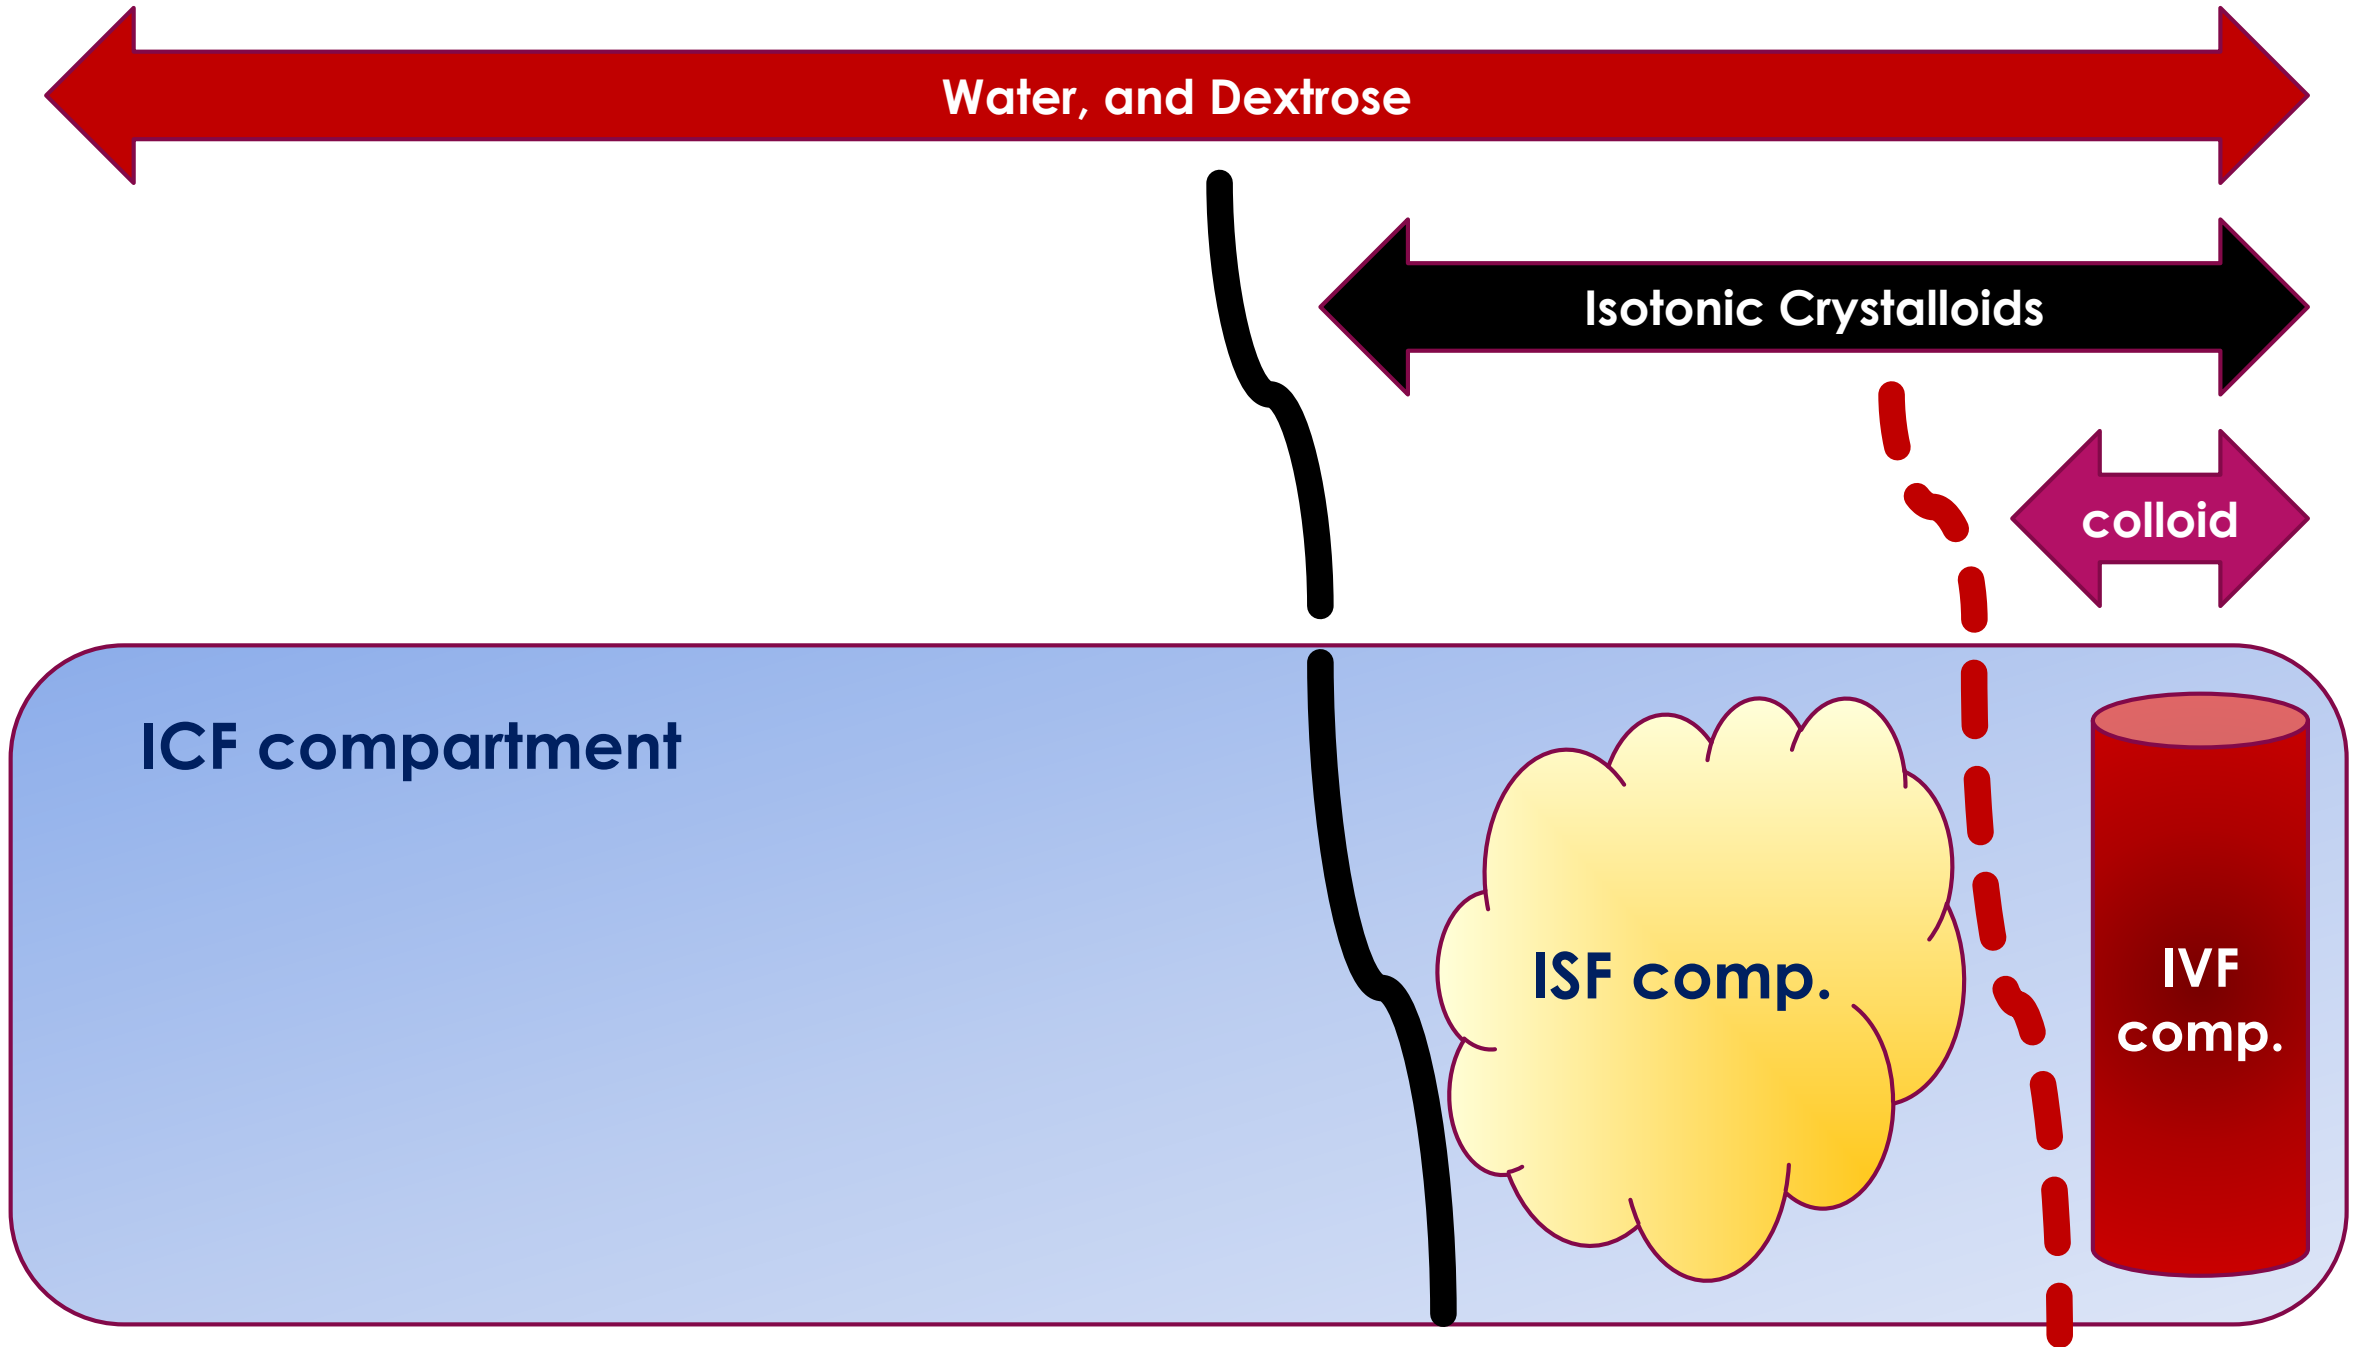 Water, and Dextrose
Isotonic Crystalloids
colloid
ICF compartment
ISF comp.
IVF
comp.